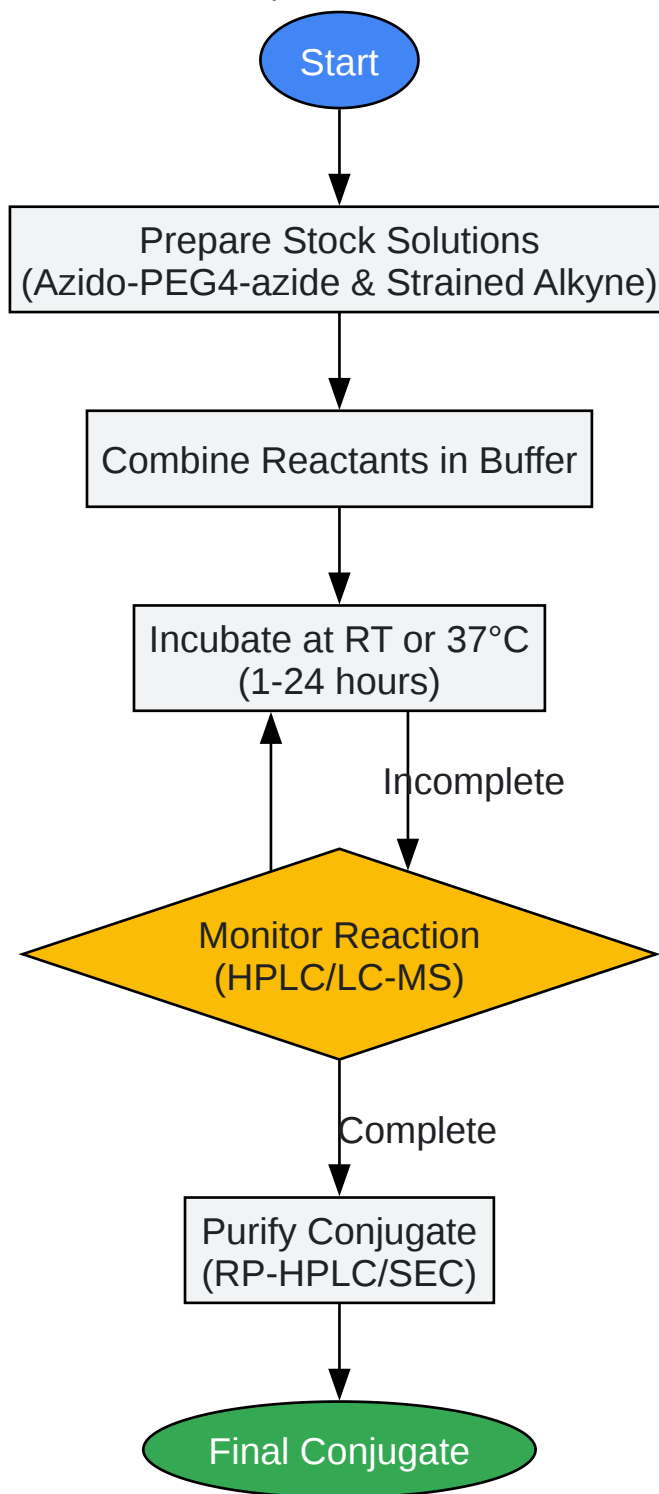 Start
Prepare Stock Solutions
(Azido-PEG4-azide & Strained Alkyne)
Combine Reactants in Buffer
Incubate at RT or 37°C
(1-24 hours)
Incomplete
Monitor Reaction
(HPLC/LC-MS)
Complete
Purify Conjugate
(RP-HPLC/SEC)
Final Conjugate